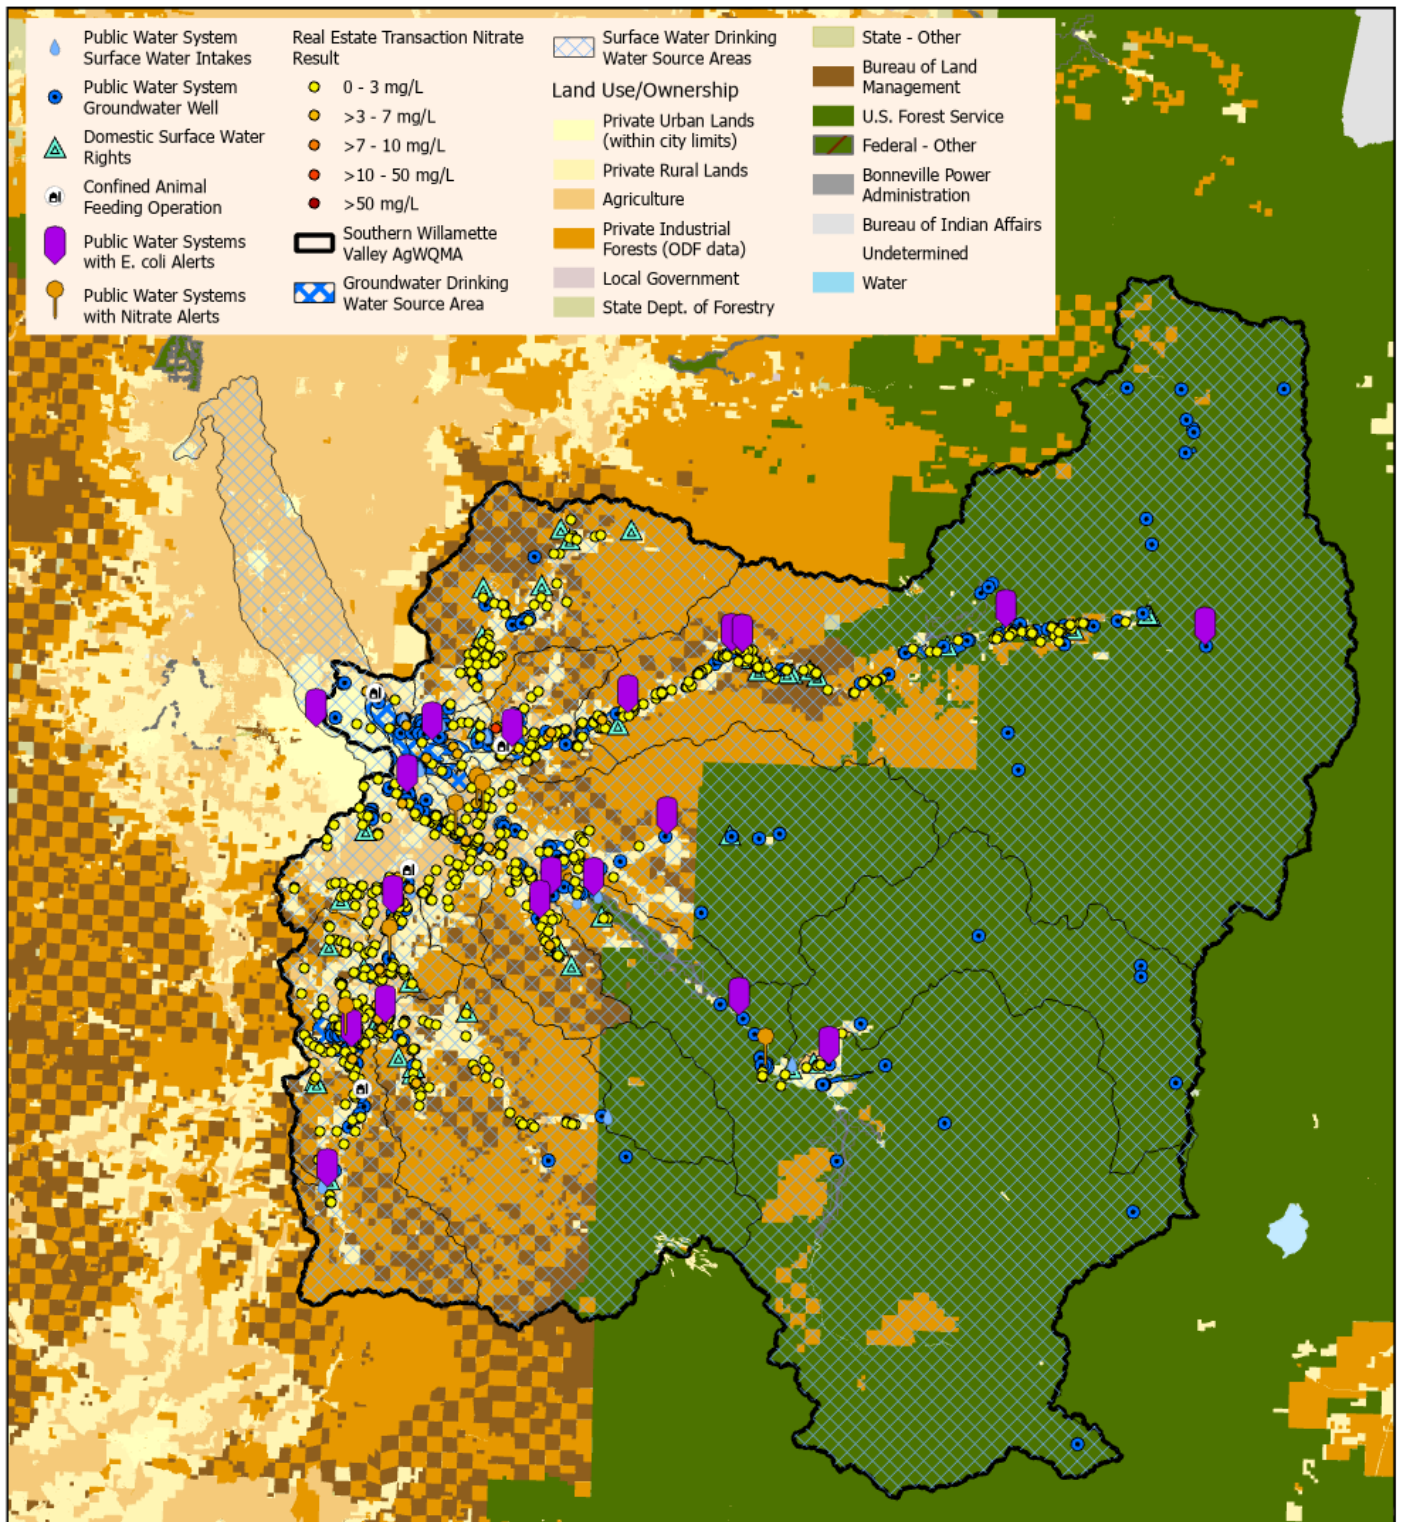 Public Water System
Surface Water Intakes
Public Water System
Groundwater Well
Domestic Surface Water
Rights
Confined Animal
Feeding Operation
Public Water Systems
with E. coli Alerts
Public Water Systems
with Nitrate Alerts
Real Estate Transaction Nitrate
Result
0 - 3 mg/L
>3 - 7 mg/L
>7 - 10 mg/L
>10 - 50 mg/L
>50 mg/L
Southern Willamette
Valley AgWQMA
Groundwater Drinking
Water Source Area
Surface Water Drinking
Water Source Areas
Land Use/Ownership
Private Urban Lands
(within city limits)
Private Rural Lands
Agriculture
Private Industrial
Forests (ODF data)
Local Government
State Dept. of Forestry
State - Other
Bureau of Land
Management
U.S. Forest Service
Federal - Other
Bonneville Power
Administration
Bureau of Indian Affairs
Undetermined
Water